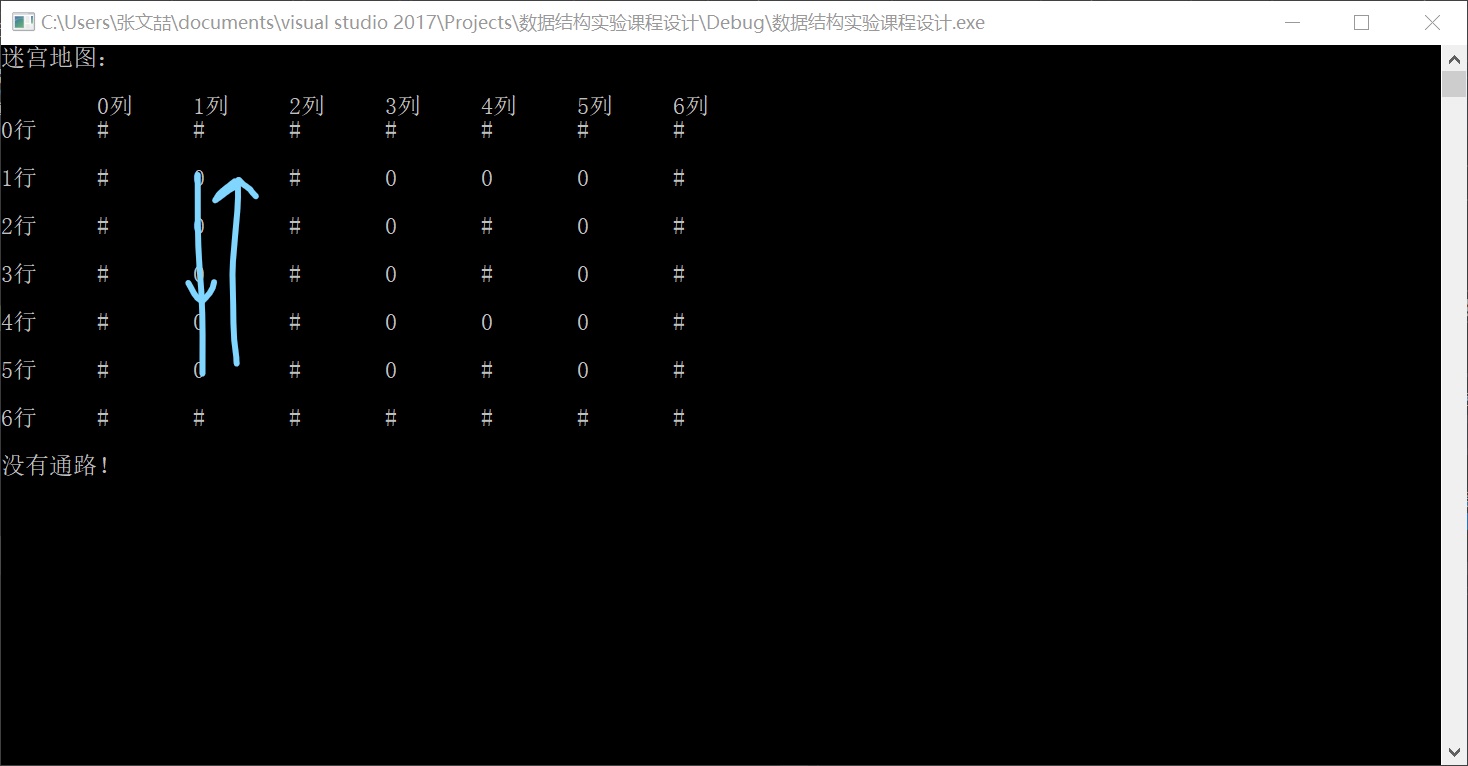 C:\Users\张文喆\documents\visual studio 2017\Projects\数据结构实验课程设计\Debug\数据结构实验课程设计.exe
迷宫地图:
0列 1列 2列 3列 4列 5列 6列
0行 # # # # # # #
1行 # 0 # 0 0 0 #
2行 # 0 # 0 # 0 #
3行 # 0 # 0 # 0 #
4行 # 0 # 0 0 0 #
5行 # 0 # 0 # 0 #
6行 # # # # # # #
没有通路!